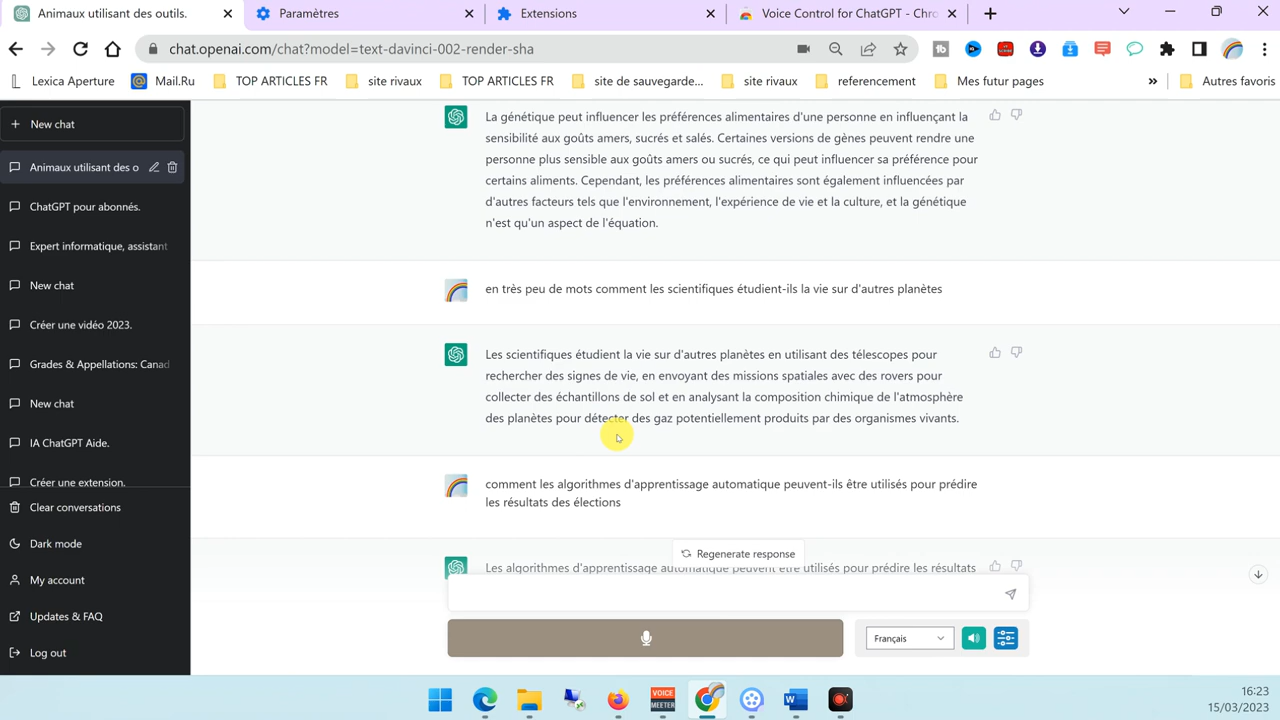 Animaux utilisant des outils.
Paramètres
Extensions
Voice Control for ChatGPT - Chro
chat.openai.com/chat?model=text-davinci-002-render-sha
Lexica Aperture
Mail.Ru
TOP ARTICLES FR
site rivaux
TOP ARTICLES FR
site de sauvegarde...
site rivaux
referencement
Mes futur pages
»
Autres favoris
New chat
Animaux utilisant des o
ChatGPT pour abonnés.
Expert informatique, assistant
New chat
Créer une vidéo 2023.
Grades & Appellations: Canad
New chat
IA ChatGPT Aide.
Créer une extension.
Clear conversations
Dark mode
My account
Updates & FAQ
Log out
La génétique peut influencer les préférences alimentaires d'une personne en influençant la
sensibilité aux goûts amers, sucrés et salés. Certaines versions de gènes peuvent rendre une
personne plus sensible aux goûts amers ou sucrés, ce qui peut influencer sa préférence pour
certains aliments. Cependant, les préférences alimentaires sont également influencées par
d'autres facteurs tels que l'environnement, l'expérience de vie et la culture, et la génétique
n'est qu'un aspect de l'équation.
en très peu de mots comment les scientifiques étudient-ils la vie sur d'autres planètes
Les scientifiques étudient la vie sur d'autres planètes en utilisant des télescopes pour
rechercher des signes de vie, en envoyant des missions spatiales avec des rovers pour
collecter des échantillons de sol et en analysant la composition chimique de l'atmosphère
des planètes pour détecter des gaz potentiellement produits par des organismes vivants.
comment les algorithmes d'apprentissage automatique peuvent-ils être utilisés pour prédire
les résultats des élections
Regenerate response
Les algorithmes d'apprentissage automatique peuvent être utilisés pour prédire les résultats
Français
VOICE
MEETER
16:23
15/03/2023